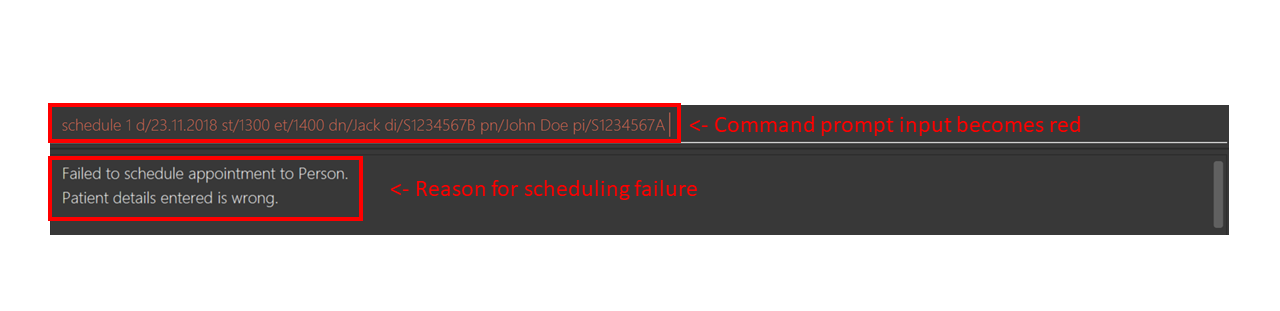 schedule 1 d/23.11.2018 st/1300 et/1400 dn/Jack di/S1234567B pn/John Doe pi/S1234567A
<- Command prompt input becomes red
Failed to schedule appointment to Person.
Patient details entered is wrong.
<- Reason for scheduling failure